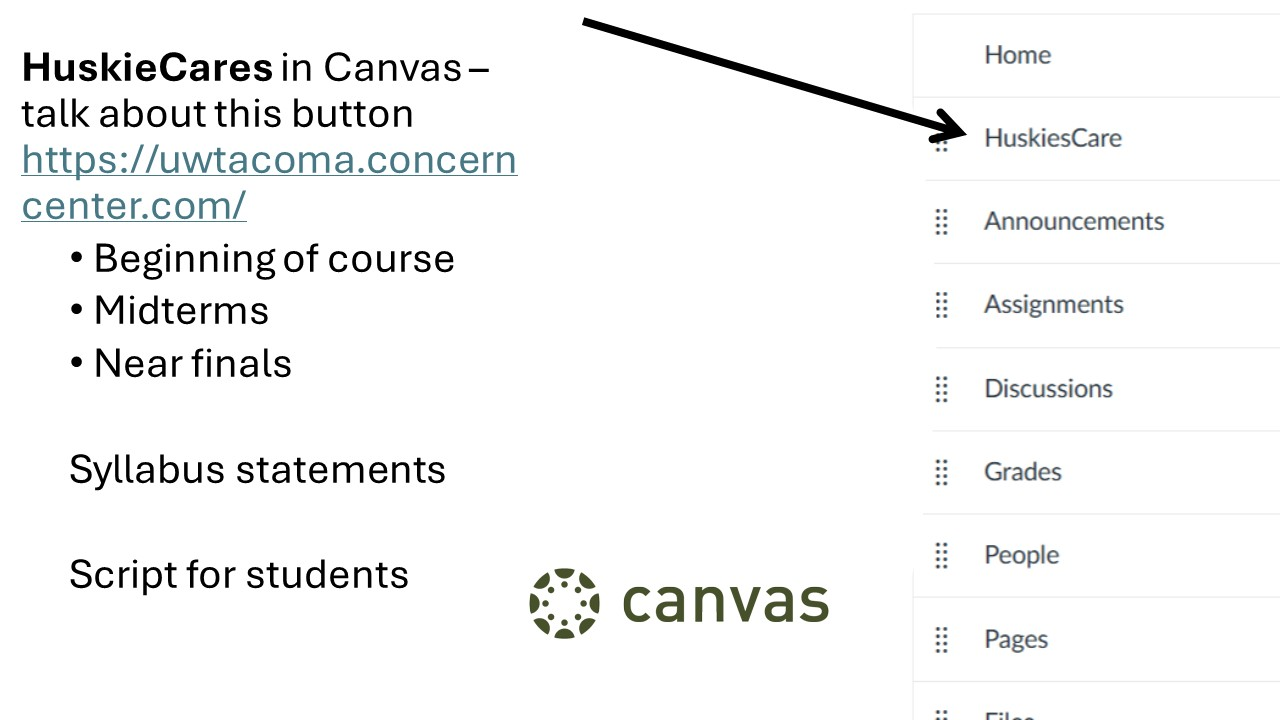 HuskieCares in Canvas –
talk about this button
https://uwtacoma.concern
center.com/
• Beginning of course
• Midterms
• Near finals
Syllabus statements
Script for students
canvas
Home
HuskiesCare
Announcements
Assignments
Discussions
Grades
People
Pages
Files